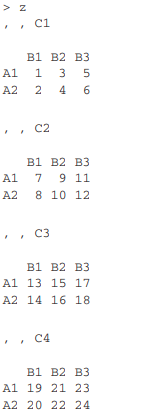 > z
, , C1
   B1 B2 B3
A1  1  3  5
A2  2  4  6
, , C2
   B1 B2 B3
A1  7  9 11
A2  8 10 12
, , C3
   B1 B2 B3
A1 13 15 17
A2 14 16 18
, , C4
   B1 B2 B3
A1 19 21 23
A2 20 22 24